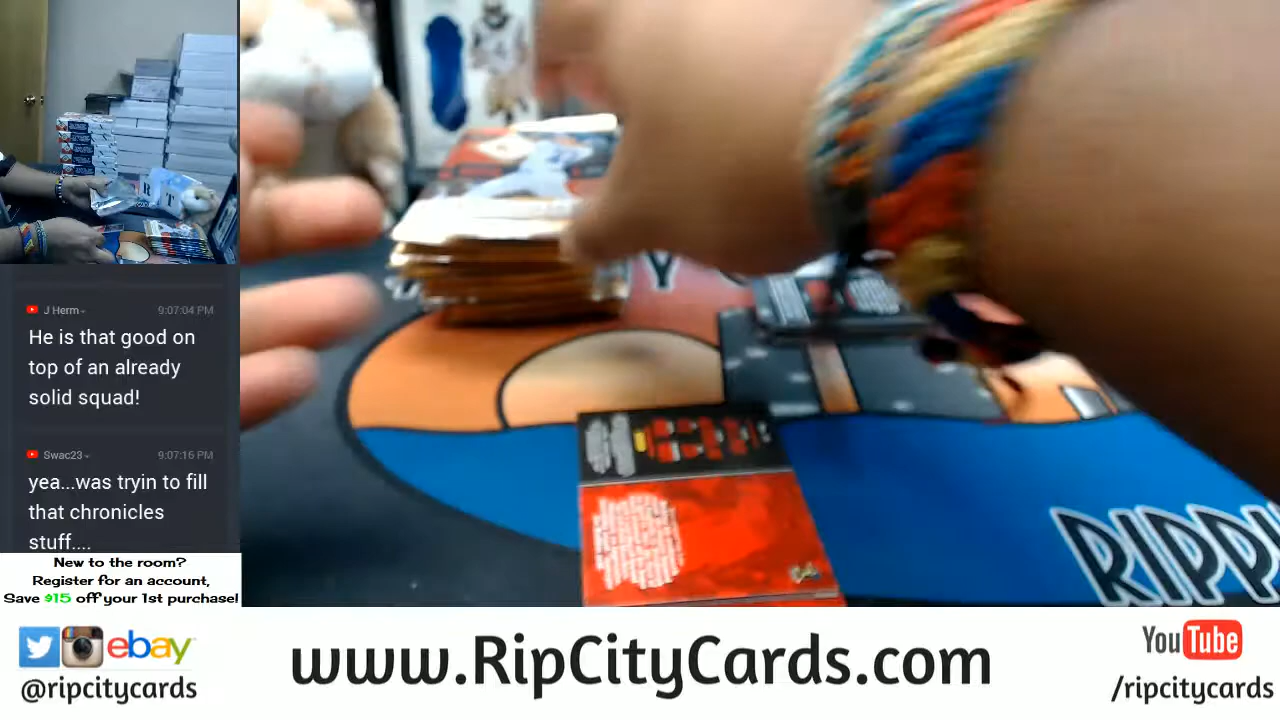 J Herm
9:07:04 PM
He is that good on
top of an already
solid squad!
Swac23
9:07:15 PM
yea...was tryin to fill
that chronicles
stuff....
New to the room?
Register for an account,
Save $15 off your 1st purchase!
R T
Y
RIPPI
ebay
@ripcitycards
www.RipCityCards.com
YouTube
/ripcitycards